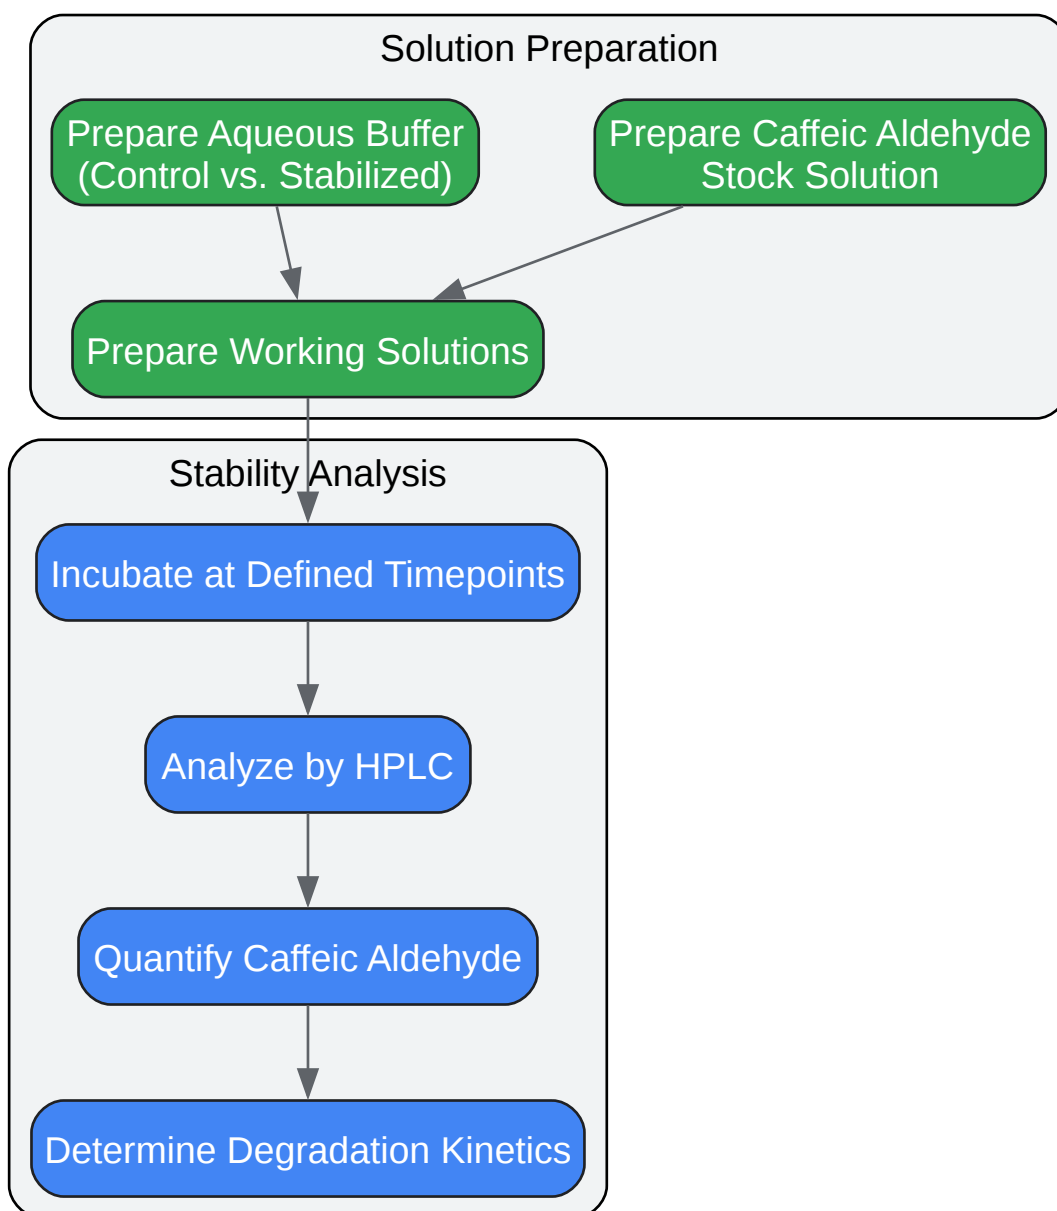 Solution Preparation
Prepare Aqueous Buffer
(Control vs. Stabilized)
Prepare Caffeic Aldehyde
Stock Solution
Prepare Working Solutions
Stability Analysis
Incubate at Defined Timepoints
Analyze by HPLC
Quantify Caffeic Aldehyde
Determine Degradation Kinetics